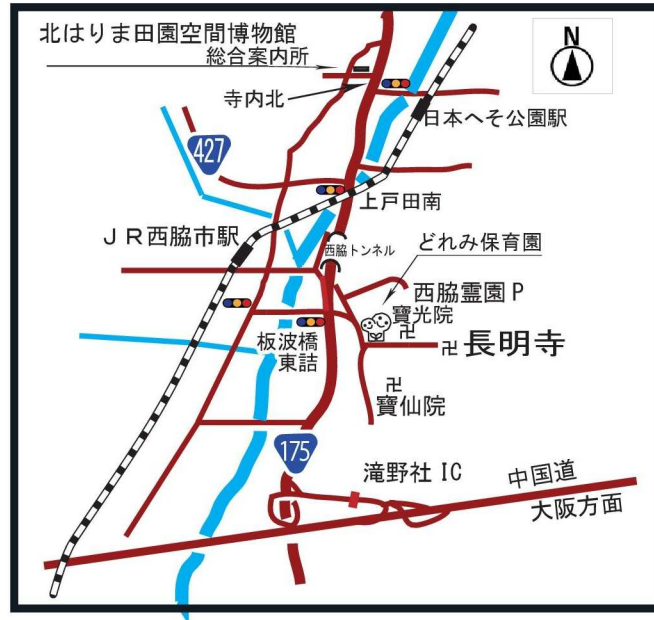 北はりま田園空間博物館
総合案内所
N
寺内北
日本へそ公園駅
427
上戸田南
JR西脇市駅
西脇トンネル
どれみ保育園
西脇霊園P
寶光院
卍
板波橋
東詰
卍 長明寺
卍
寶仙院
175
滝野社 IC
中国道
大阪方面